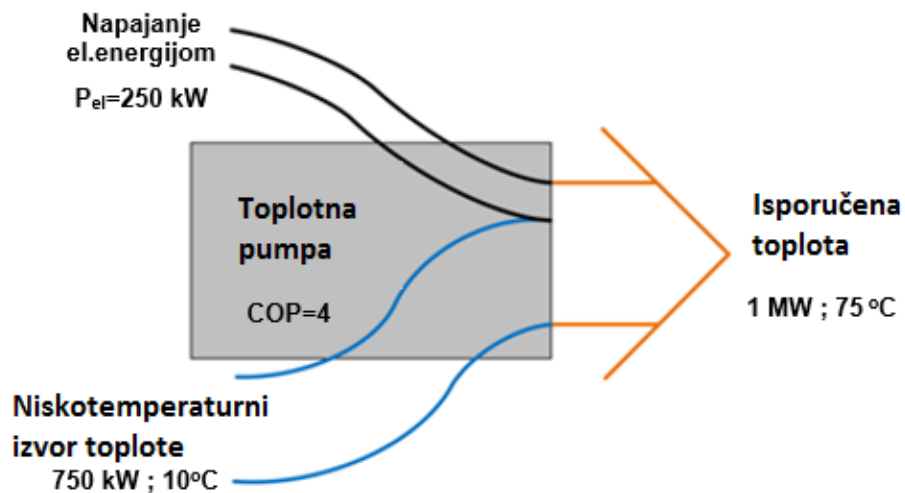 Napajanje
el.energijom
Pel=250 kW
Toplotna
pumpa
COP=4
Isporučena
toplota
1 MW ; 75 ºC
Niskotemperaturni
izvor toplote
750 kW ; 10ºC